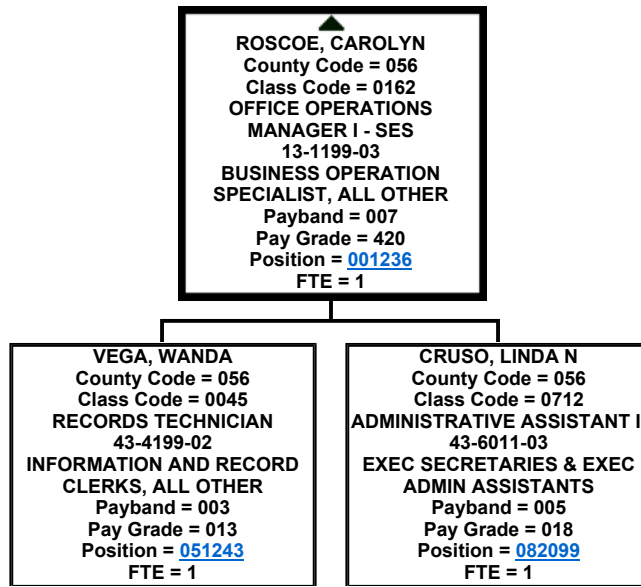 ROSCOE, CAROLYN
County Code = 056
Class Code = 0162
OFFICE OPERATIONS
MANAGER I - SES
13-1199-03
BUSINESS OPERATION
SPECIALIST, ALL OTHER
Payband = 007
Pay Grade = 420
Position = 001236
FTE = 1
VEGA, WANDA
County Code = 056
Class Code = 0045
RECORDS TECHNICIAN
43-4199-02
INFORMATION AND RECORD
CLERKS, ALL OTHER
Payband = 003
Pay Grade = 013
Position = 051243
FTE = 1
CRUSO, LINDA N
County Code = 056
Class Code = 0712
ADMINISTRATIVE ASSISTANT I
43-6011-03
EXEC SECRETARIES & EXEC
ADMIN ASSISTANTS
Payband = 005
Pay Grade = 018
Position = 082099
FTE = 1